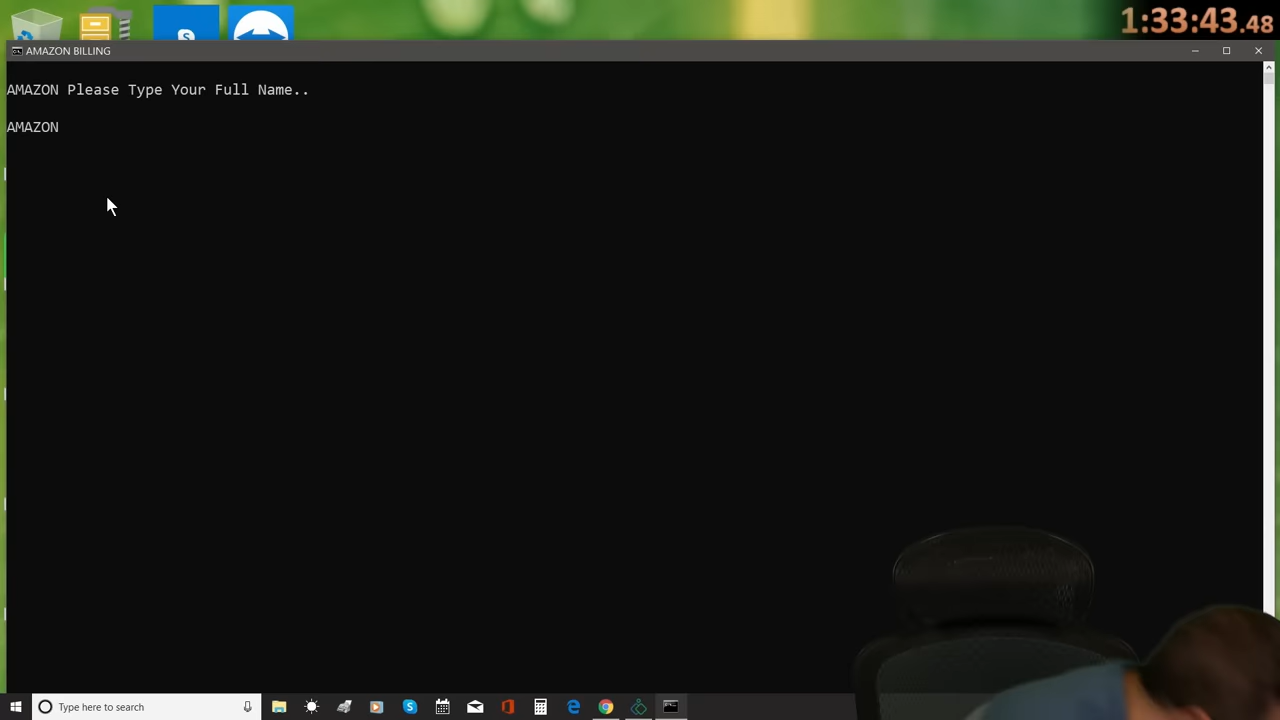 1:33:43.48
AMAZON BILLING
AMAZON Please Type Your Full Name..
AMAZON
Type here to search